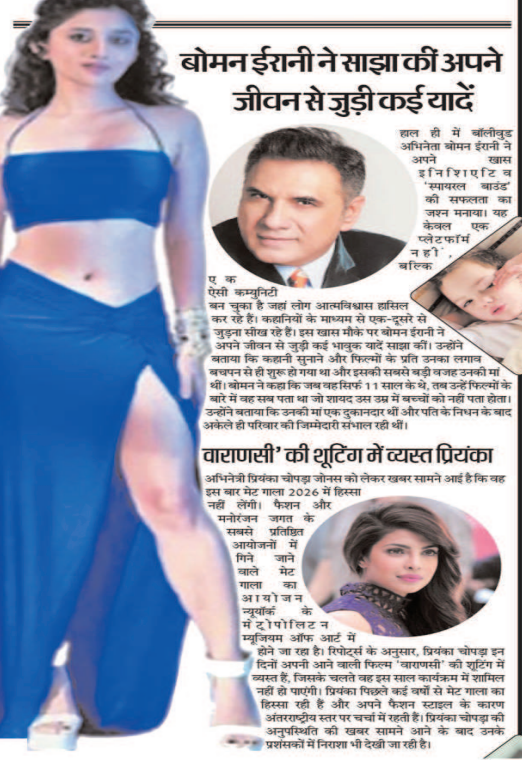 बोमन ईरानी ने साझा कीं अपने
जीवन से जुड़ी कई यादें
हाल ही में बॉलीवुड
अभिनेता बोमन ईरानी ने
अपने खास
इनिशिएटिव
'स्पायरल बाउंड'
की सफलता का
जश्न मनाया। यह
केवल एक
प्लेटफॉर्म
नहीं,
बल्कि
एक
ऐसी कम्युनिटी
बन चुका है जहां लोग आत्मविश्वास हासिल
कर रहे हैं। कहानियों के माध्यम से एक-दूसरे से
जुड़ना सीख रहे हैं। इस खास मौके पर बोमन ईरानी ने
अपने जीवन से जुड़ी कई भावुक यादें साझा कीं। उन्होंने
बताया कि कहानी सुनाने और फिल्मों के प्रति उनका लगाव
बचपन से ही शुरू हो गया था और इसकी सबसे बड़ी वजह उनकी मां
थीं। बोमन ने कहा कि जब वह सिर्फ 11 साल के थे, तब उन्हें फिल्मों के
बारे में वह सब पता था जो शायद उस उम्र में बच्चों को नहीं पता होता।
उन्होंने बताया कि उनकी मां एक दुकानदार थीं और पति के निधन के बाद
अकेले ही परिवार की जिम्मेदारी संभाल रही थीं।
वाराणसी' की शूटिंग में व्यस्त प्रियंका
अभिनेत्री प्रियंका चोपड़ा जोनस को लेकर खबर सामने आई है कि वह
इस बार मेट गाला 2026 में हिस्सा
नहीं लेंगी। फैशन और
मनोरंजन जगत के
सबसे प्रतिष्ठित
आयोजनों में
गिने जाने
वाले मेट
गाला का
आयोजन
न्यूयॉर्क के
मेट्रोपोलिटन
म्यूजियम ऑफ आर्ट में
होने जा रहा है। रिपोर्ट्स के अनुसार, प्रियंका चोपड़ा इन
दिनों अपनी आने वाली फिल्म 'वाराणसी' की शूटिंग में
व्यस्त हैं, जिसके चलते वह इस साल कार्यक्रम में शामिल
नहीं हो पाएंगी। प्रियंका पिछले कई वर्षों से मेट गाला का
हिस्सा रही हैं और अपने फैशन स्टाइल के कारण
अंतरराष्ट्रीय स्तर पर चर्चा में रहती हैं। प्रियंका चोपड़ा की
अनुपस्थिति की खबर सामने आने के बाद उनके
प्रशंसकों में निराशा भी देखी जा रही है।